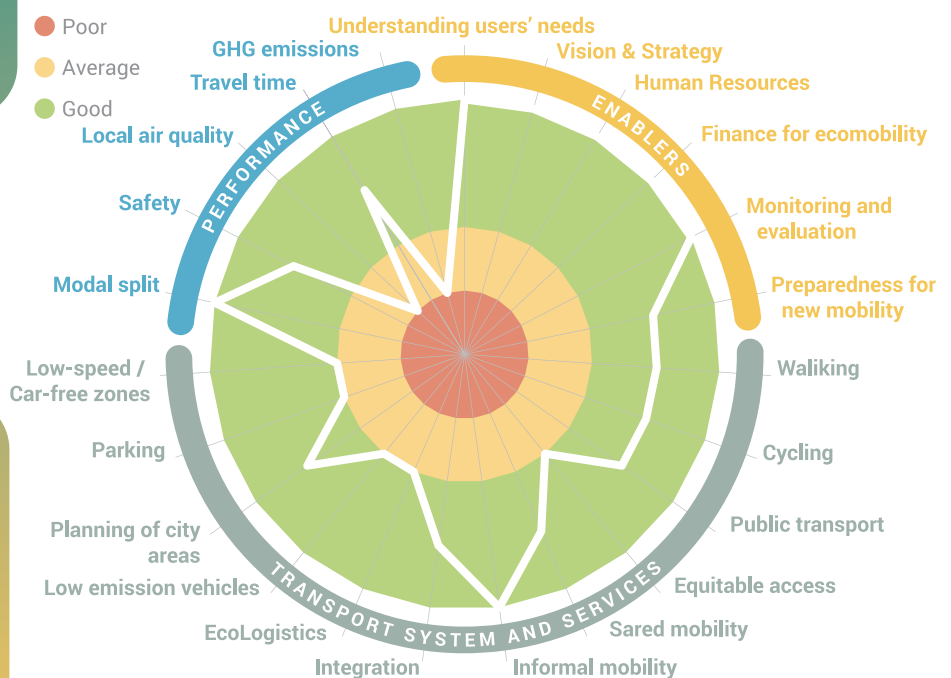 Poor
Average
Good
Understanding users’ needs
Vision & Strategy
Human Resources
Finance for ecomobility
Monitoring and
evaluation
Preparedness for
new mobility
ENABLERS
Waliking
Cycling
Public transport
Equitable access
Sared mobility
Informal mobility
Integration
EcoLogistics
Low emission vehicles
Planning of city
areas
Parking
Low-speed /
Car-free zones
TRANSPORT SYSTEM AND SERVICES
Modal split
Safety
Local air quality
Travel time
GHG emissions
PERFORMANCE